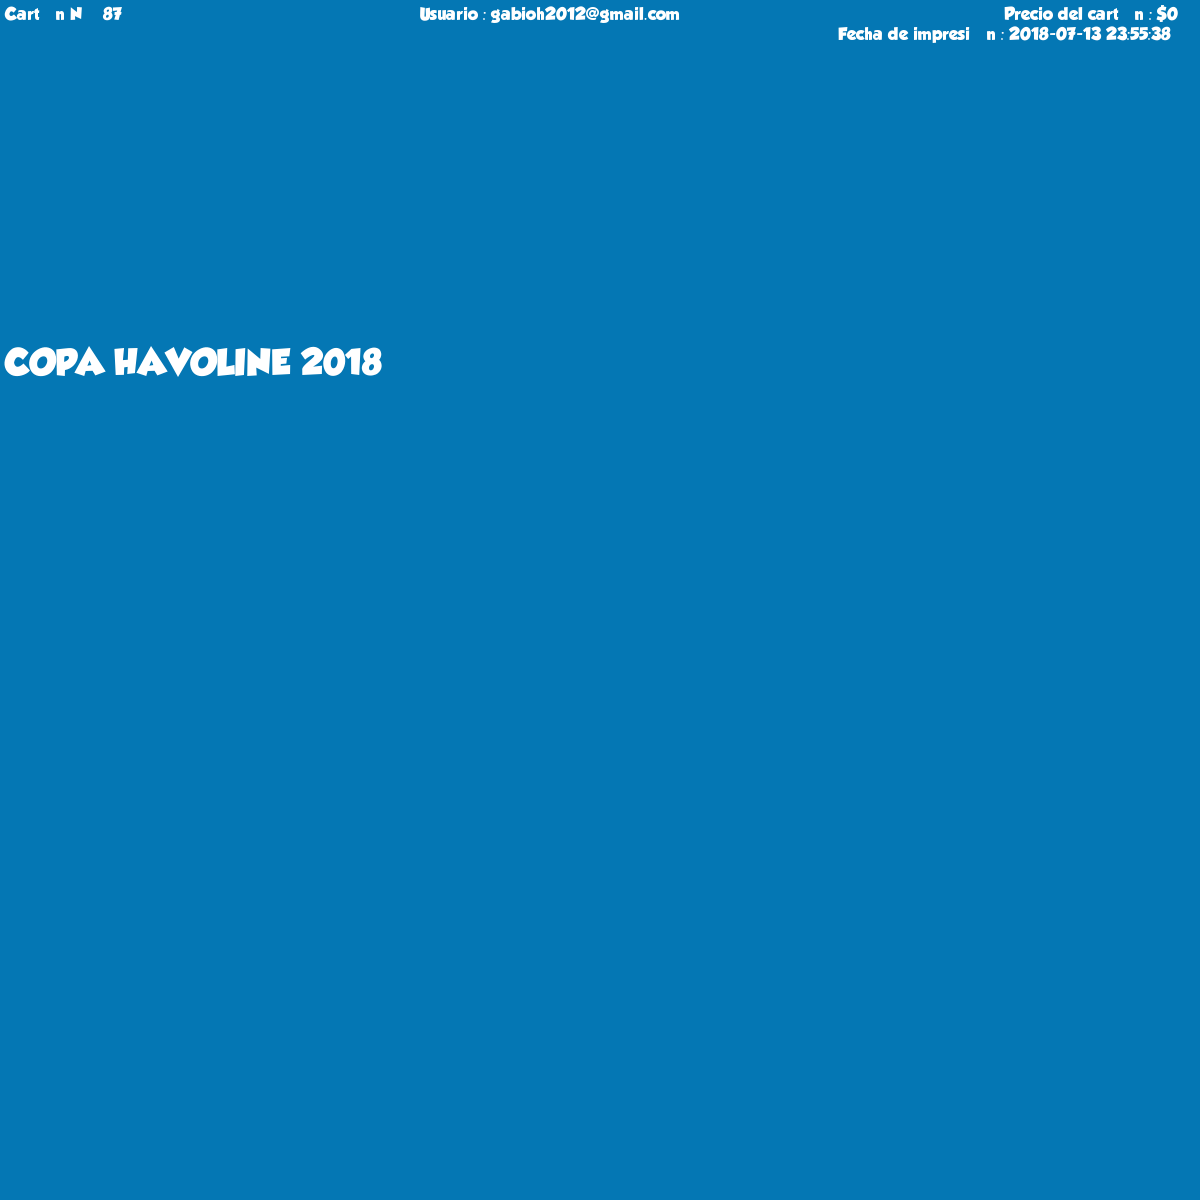 Cart n N 87 Usuario : gabioh2012@gmail.com Precio del cart n : $0
Fecha de impresi n : 2018-07-13 23:55:38
COPA HAVOLINE 2018